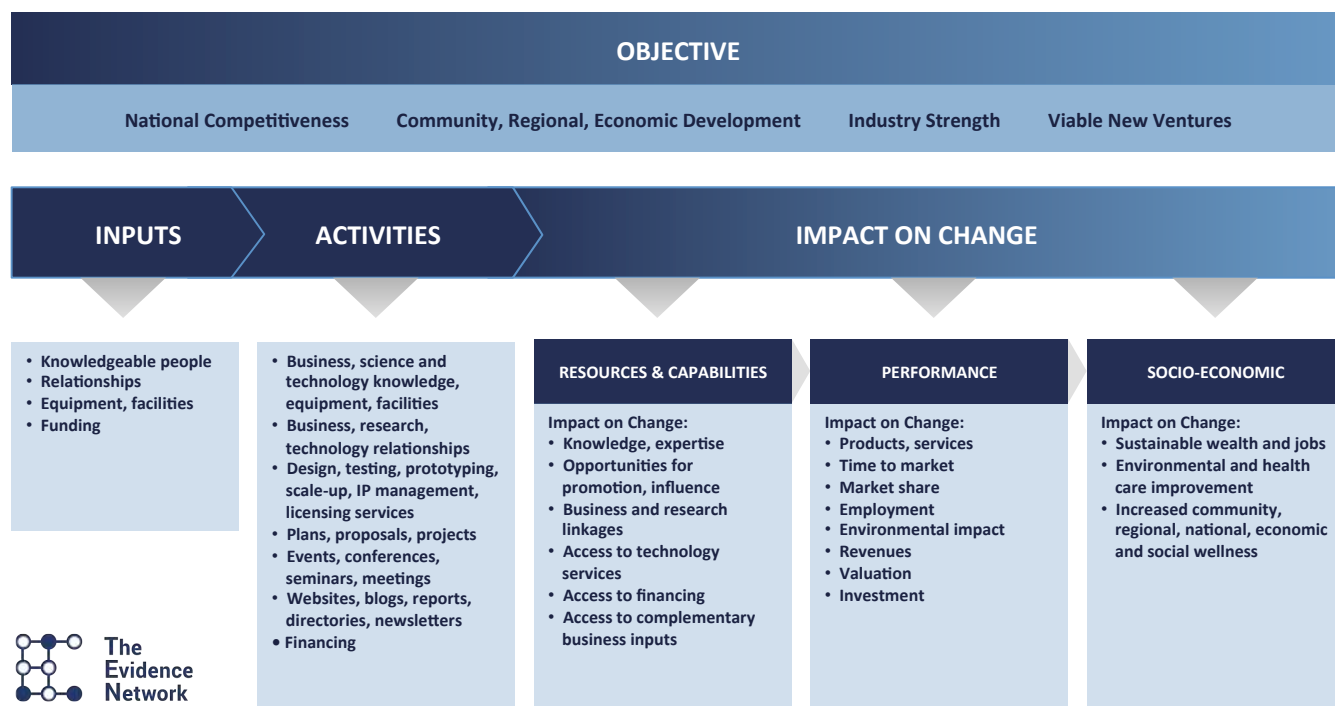 OBJECTIVE
National Competitiveness Community, Regional, Economic Development Industry Strength Viable New Ventures
INPUTS ACTIVITIES IMPACT ON CHANGE
• Knowledgeable people
• Relationships
• Equipment, facilities
• Funding
• Business, science and
technology knowledge,
equipment, facilities
• Business, research,
technology relationships
• Design, testing, prototyping,
scale-up, IP management,
licensing services
• Plans, proposals, projects
• Events, conferences,
seminars, meetings
• Websites, blogs, reports,
directories, newsletters
• Financing
RESOURCES & CAPABILITIES
Impact on Change:
• Knowledge, expertise
• Opportunities for
promotion, influence
• Business and research
linkages
• Access to technology
services
• Access to financing
• Access to complementary
business inputs
PERFORMANCE
Impact on Change:
• Products, services
• Time to market
• Market share
• Employment
• Environmental impact
• Revenues
• Valuation
• Investment
SOCIO-ECONOMIC
Impact on Change:
• Sustainable wealth and jobs
• Environmental and health
care improvement
• Increased community,
regional, national, economic
and social wellness
The
Evidence
Network